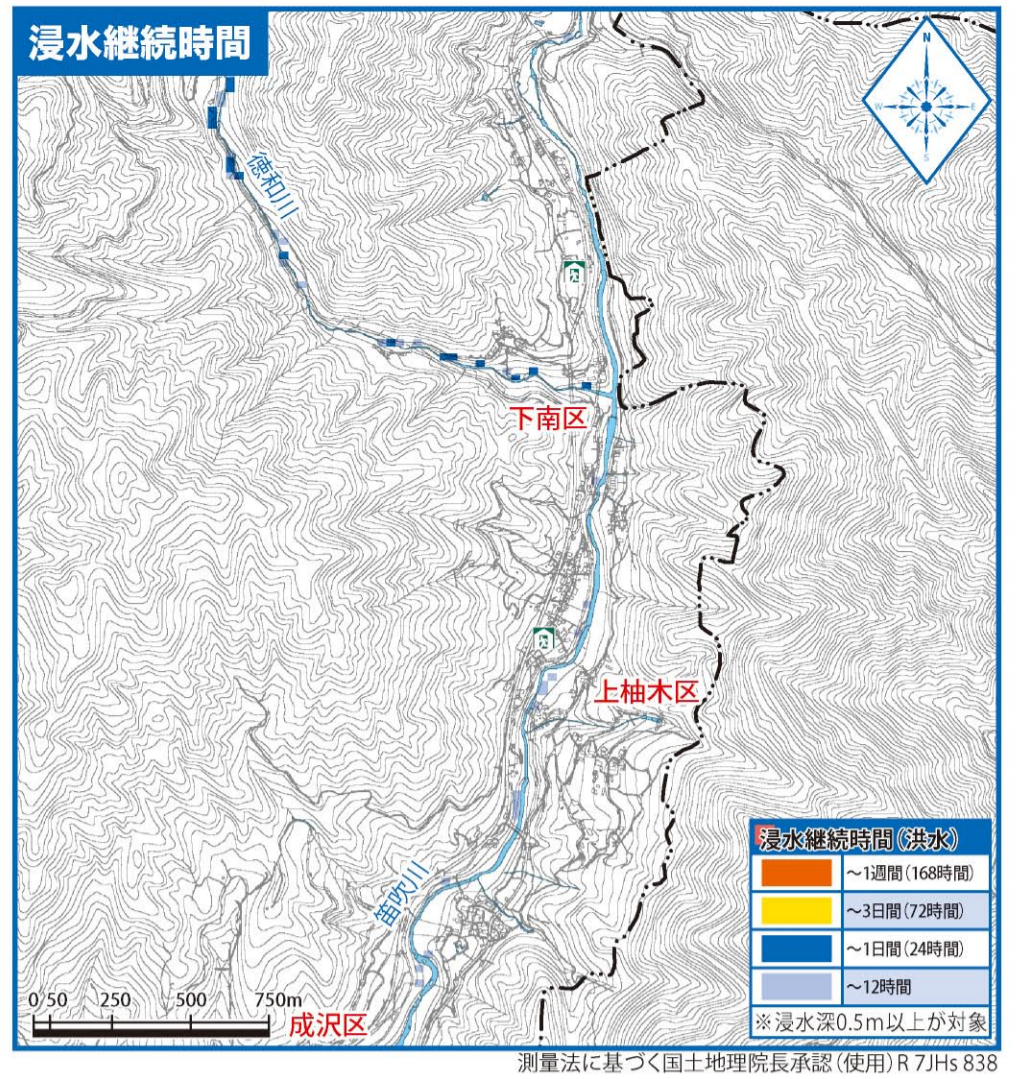 浸水継続時間
N
W
E
S
徳和川
下南区
上柚木区
笛吹川
成沢区
0 50 250 500 750m
浸水継続時間(洪水)
～1週間(168時間)
～3日間(72時間)
～1日間(24時間)
～12時間
※浸水深0.5m以上が対象
測量法に基づく国土地理院長承認(使用)R 7JHs 838